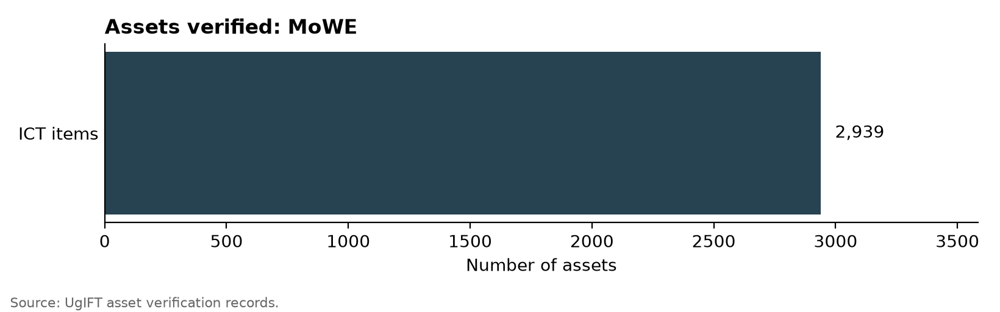 Assets verified: MoWE
ICT items
2,939
0 500 1000 1500 2000 2500 3000 3500
Number of assets
Source: UgIFT asset verification records.